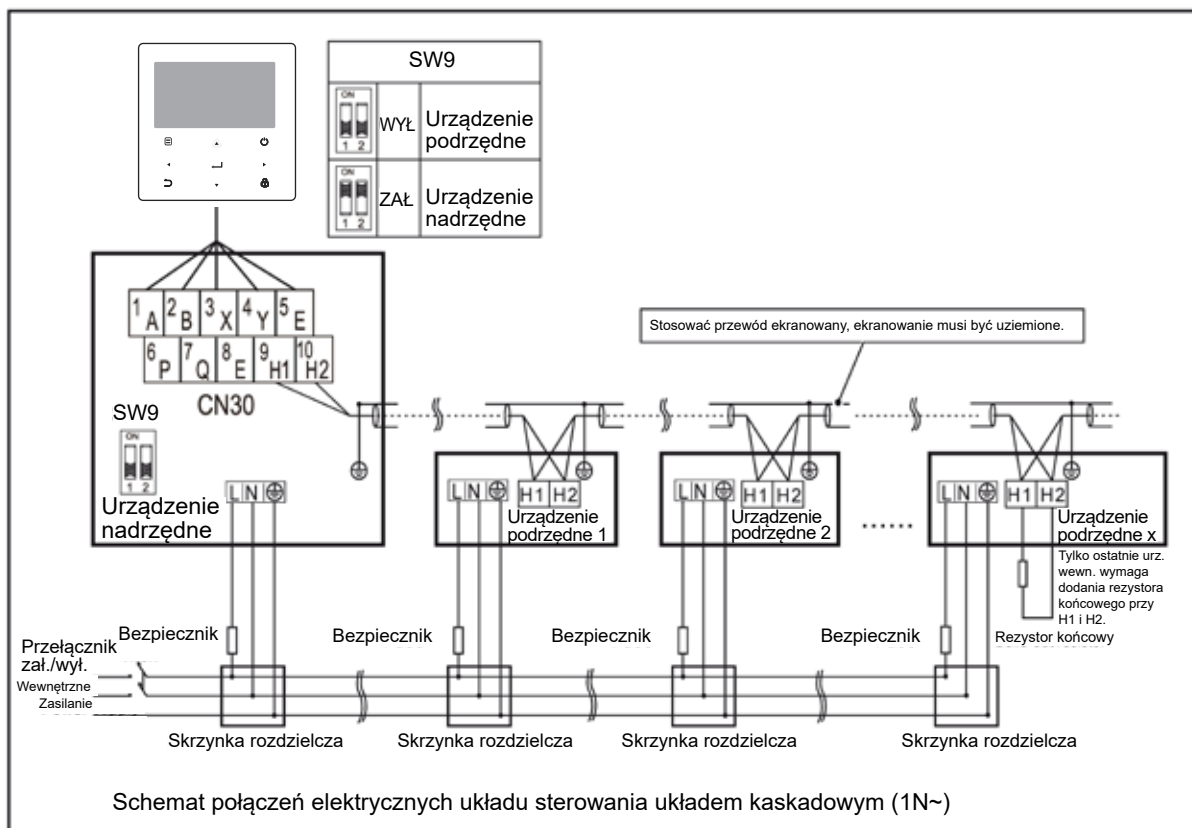 SW9
ON
1 2
WYŁ
Urządzenie
podrzędne
ON
1 2
ZAŁ
Urządzenie
nadrzędne
1 A 2 B 3 X 4 Y 5 E
6 P 7 Q 8 E 9 H1 10 H2
CN30
Stosować przewód ekranowany, ekranowanie musi być uziemione.
SW9
ON
1 2
Urządzenie
nadrzędne
L N
L N
H1 H2
Urządzenie
podrzędne 1
L N
H1 H2
Urządzenie
podrzędne 2
......
L N
H1 H2
Urządzenie
podrzędne x
Tylko ostatnie urz.
wewn. wymaga
dodania rezystora
końcowego przy
H1 i H2.
Rezystor końcowy
Bezpiecznik
Bezpiecznik
Bezpiecznik
Bezpiecznik
Przełącznik
zał./wył.
Wewnętrzne
Zasilanie
Skrzynka rozdzielcza
Skrzynka rozdzielcza
Skrzynka rozdzielcza
Skrzynka rozdzielcza
Schemat połączeń elektrycznych układu sterowania układem kaskadowym (1N~)